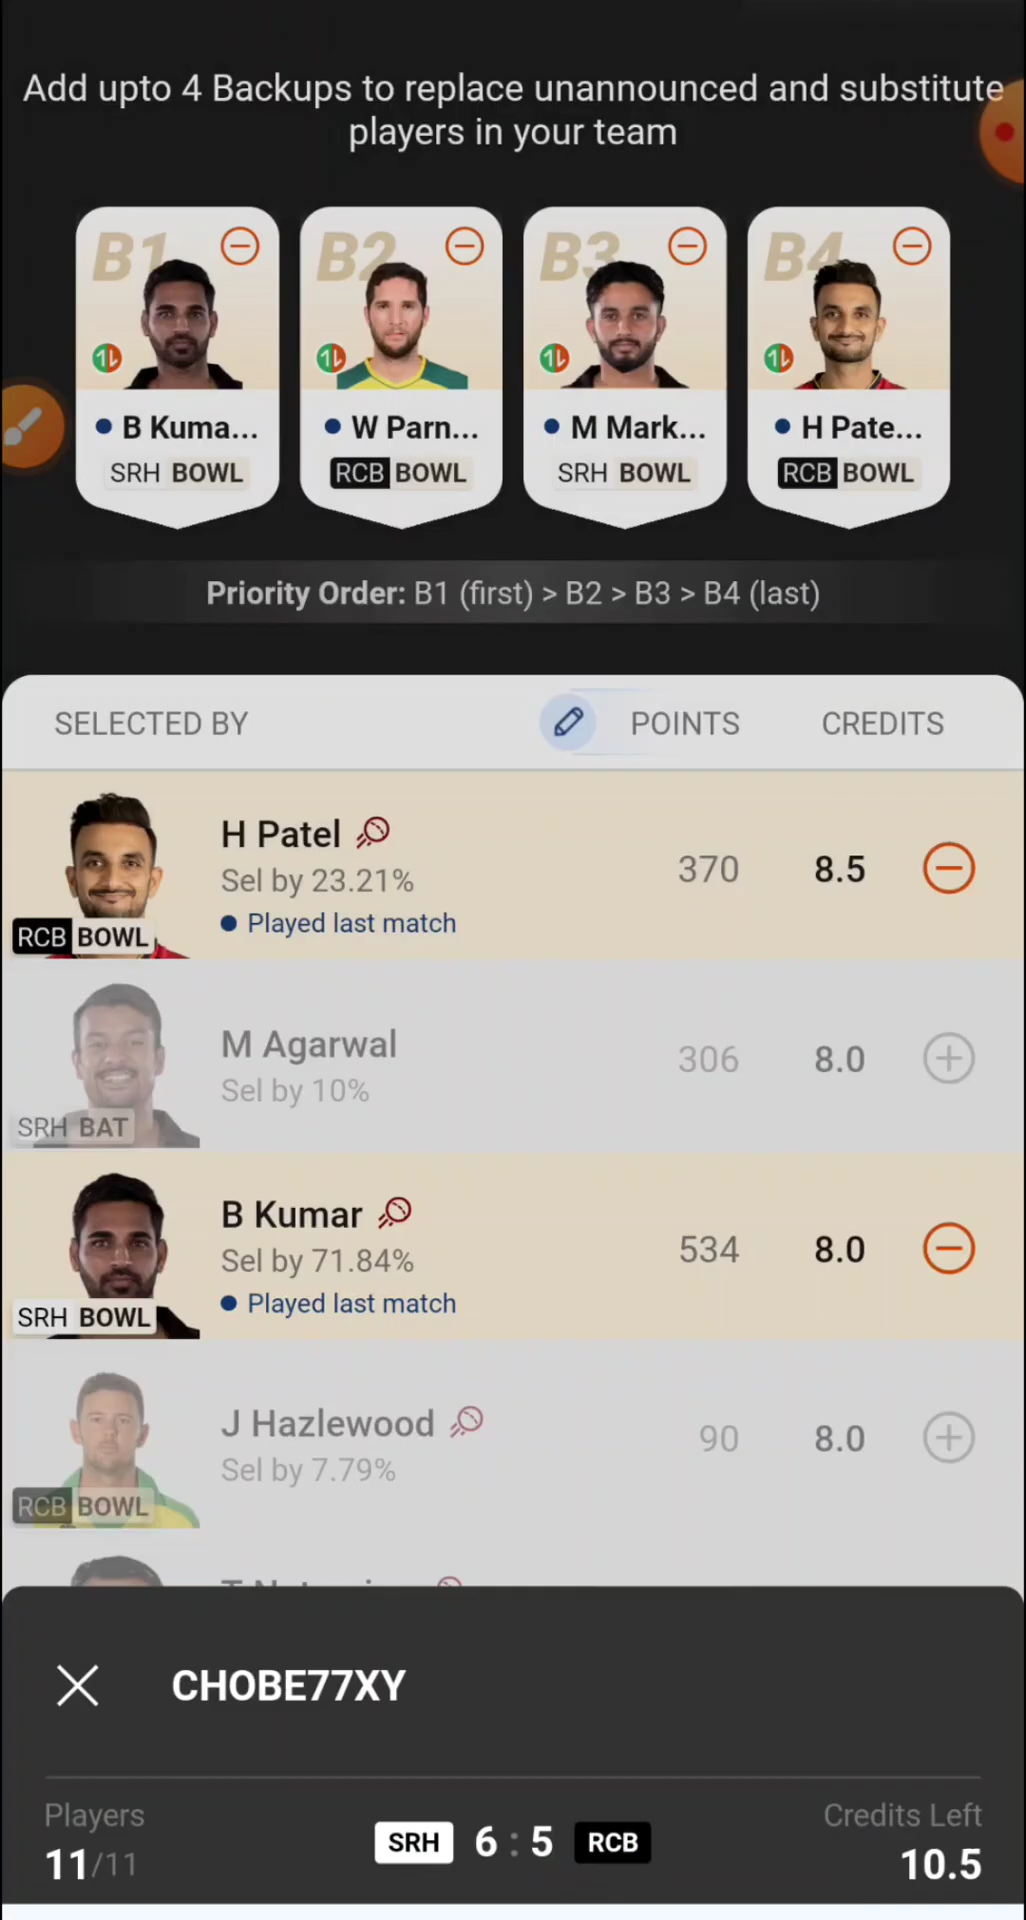 Add upto 4 Backups to replace unannounced and substitute
players in your team
B1 B2 B3 B4
B Kuma... W Parn... M Mark... H Pate...
SRH BOWL RCB BOWL SRH BOWL RCB BOWL
Priority Order: B1 (first) > B2 > B3 > B4 (last)
SELECTED BY POINTS CREDITS
H Patel
Sel by 23.21% 370 8.5
Played last match
RCB BOWL
M Agarwal
Sel by 10% 306 8.0
SRH BAT
B Kumar
Sel by 71.84% 534 8.0
Played last match
SRH BOWL
J Hazlewood
Sel by 7.79% 90 8.0
RCB BOWL
CHOBE77XY
Players Credits Left
11/11 SRH 6 : 5 RCB 10.5